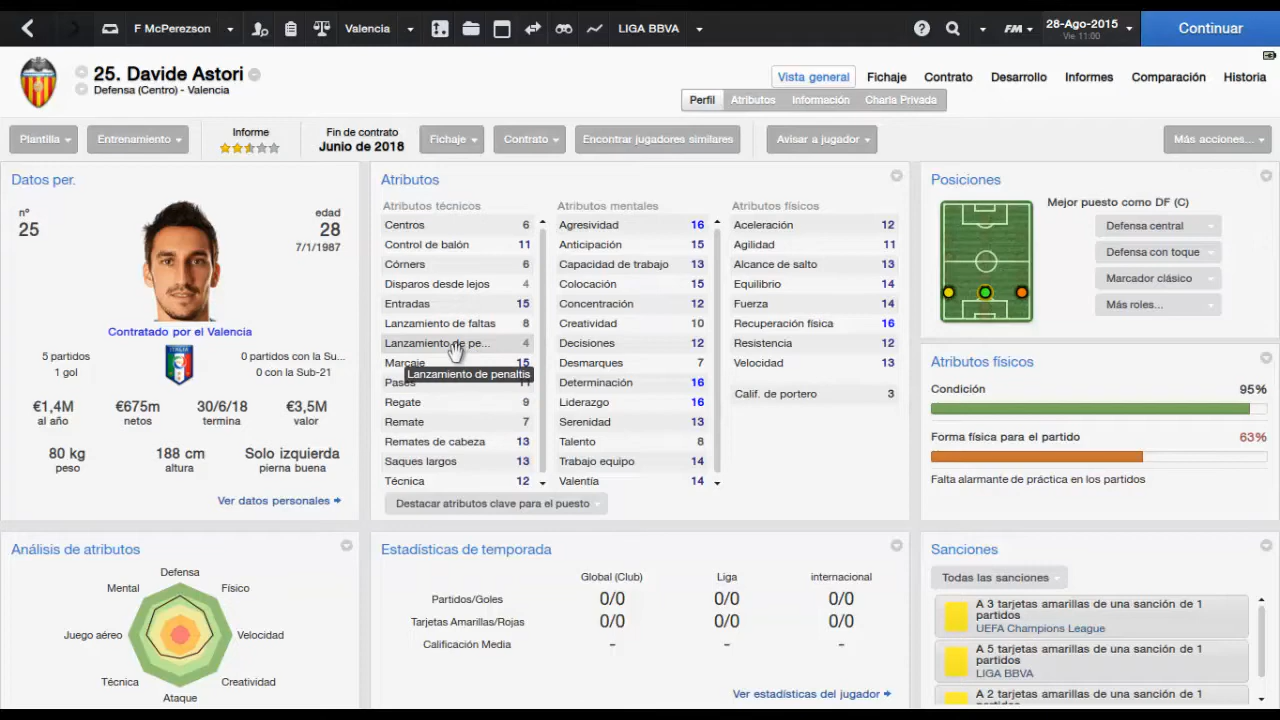 F McPerezson
Valencia
LIGA BBVA
FM
28-Ago-2015
Vie 11:00
Continuar
25. Davide Astori
Defensa (Centro) - Valencia
Vista general
Fichaje
Contrato
Desarrollo
Informes
Comparación
Historia
Perfil
Atributos
Información
Charla Privada
Plantilla
Entrenamiento
Informe
Fin de contrato
Junio de 2018
Fichaje
Contrato
Encontrar jugadores similares
Avisar a jugador
Más acciones...
Datos per.
nº
25
edad
28
7/1/1987
Contratado por el Valencia
5 partidos
1 gol
0 partidos con la Su...
0 con la Sub-21
€1,4M
al año
€675m
netos
30/6/18
termina
€3,5M
valor
80 kg
peso
188 cm
altura
Solo izquierda
pierna buena
Ver datos personales
Atributos
Atributos técnicos
Centros 6
Control de balón 11
Córners 6
Disparos desde lejos 4
Entradas 15
Lanzamiento de faltas 8
Lanzamiento de pe... 4
Marcaje 15
Lanzamiento de penaltis
Pases 11
Regate 9
Remate 7
Remates de cabeza 13
Saques largos 13
Técnica 12
Atributos mentales
Agresividad 16
Anticipación 15
Capacidad de trabajo 13
Colocación 15
Concentración 12
Creatividad 10
Decisiones 12
Desmarques 7
Determinación 16
Liderazgo 16
Serenidad 13
Talento 8
Trabajo equipo 14
Valentía 14
Atributos físicos
Aceleración 12
Agilidad 11
Alcance de salto 13
Equilibrio 14
Fuerza 14
Recuperación física 16
Resistencia 12
Velocidad 13
Calif. de portero 3
Destacar atributos clave para el puesto
Posiciones
Mejor puesto como DF (C)
Defensa central
Defensa con toque
Marcador clásico
Más roles...
Atributos físicos
Condición 95%
Forma física para el partido 63%
Falta alarmante de práctica en los partidos
Análisis de atributos
Defensa
Mental
Físico
Juego aéreo
Velocidad
Técnica
Creatividad
Ataque
Estadísticas de temporada
Global (Club) Liga internacional
Partidos/Goles 0/0 0/0 0/0
Tarjetas Amarillas/Rojas 0/0 0/0 0/0
Calificación Media - - -
Ver estadísticas del jugador
Sanciones
Todas las sanciones
A 3 tarjetas amarillas de una sanción de 1
partidos
UEFA Champions League
A 5 tarjetas amarillas de una sanción de 1
partidos
LIGA BBVA
A 2 tarjetas amarillas de una sanción de 1